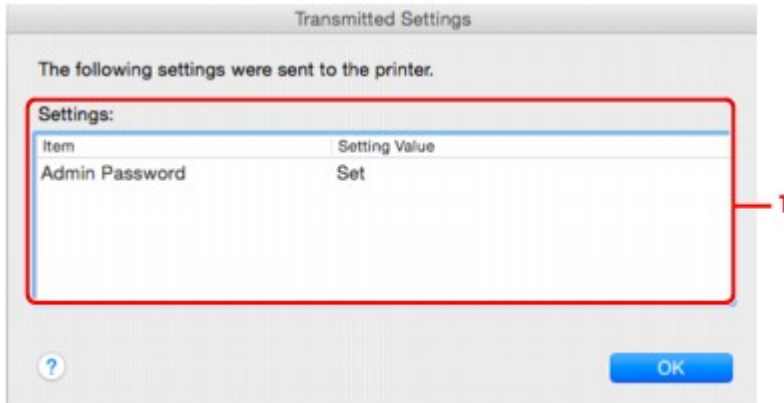 Transmitted Settings
The following settings were sent to the printer.
Settings:
Item Setting Value
Admin Password Set
1
?
OK